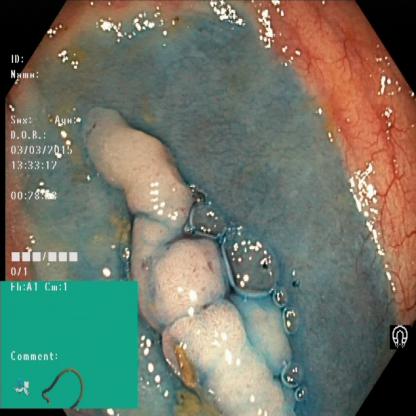 ID:
Name:
Sex: Age:
D.O.B.:
03/03/2015
13:33:17
0/1
Eh:A1 Cm:1
Comment: